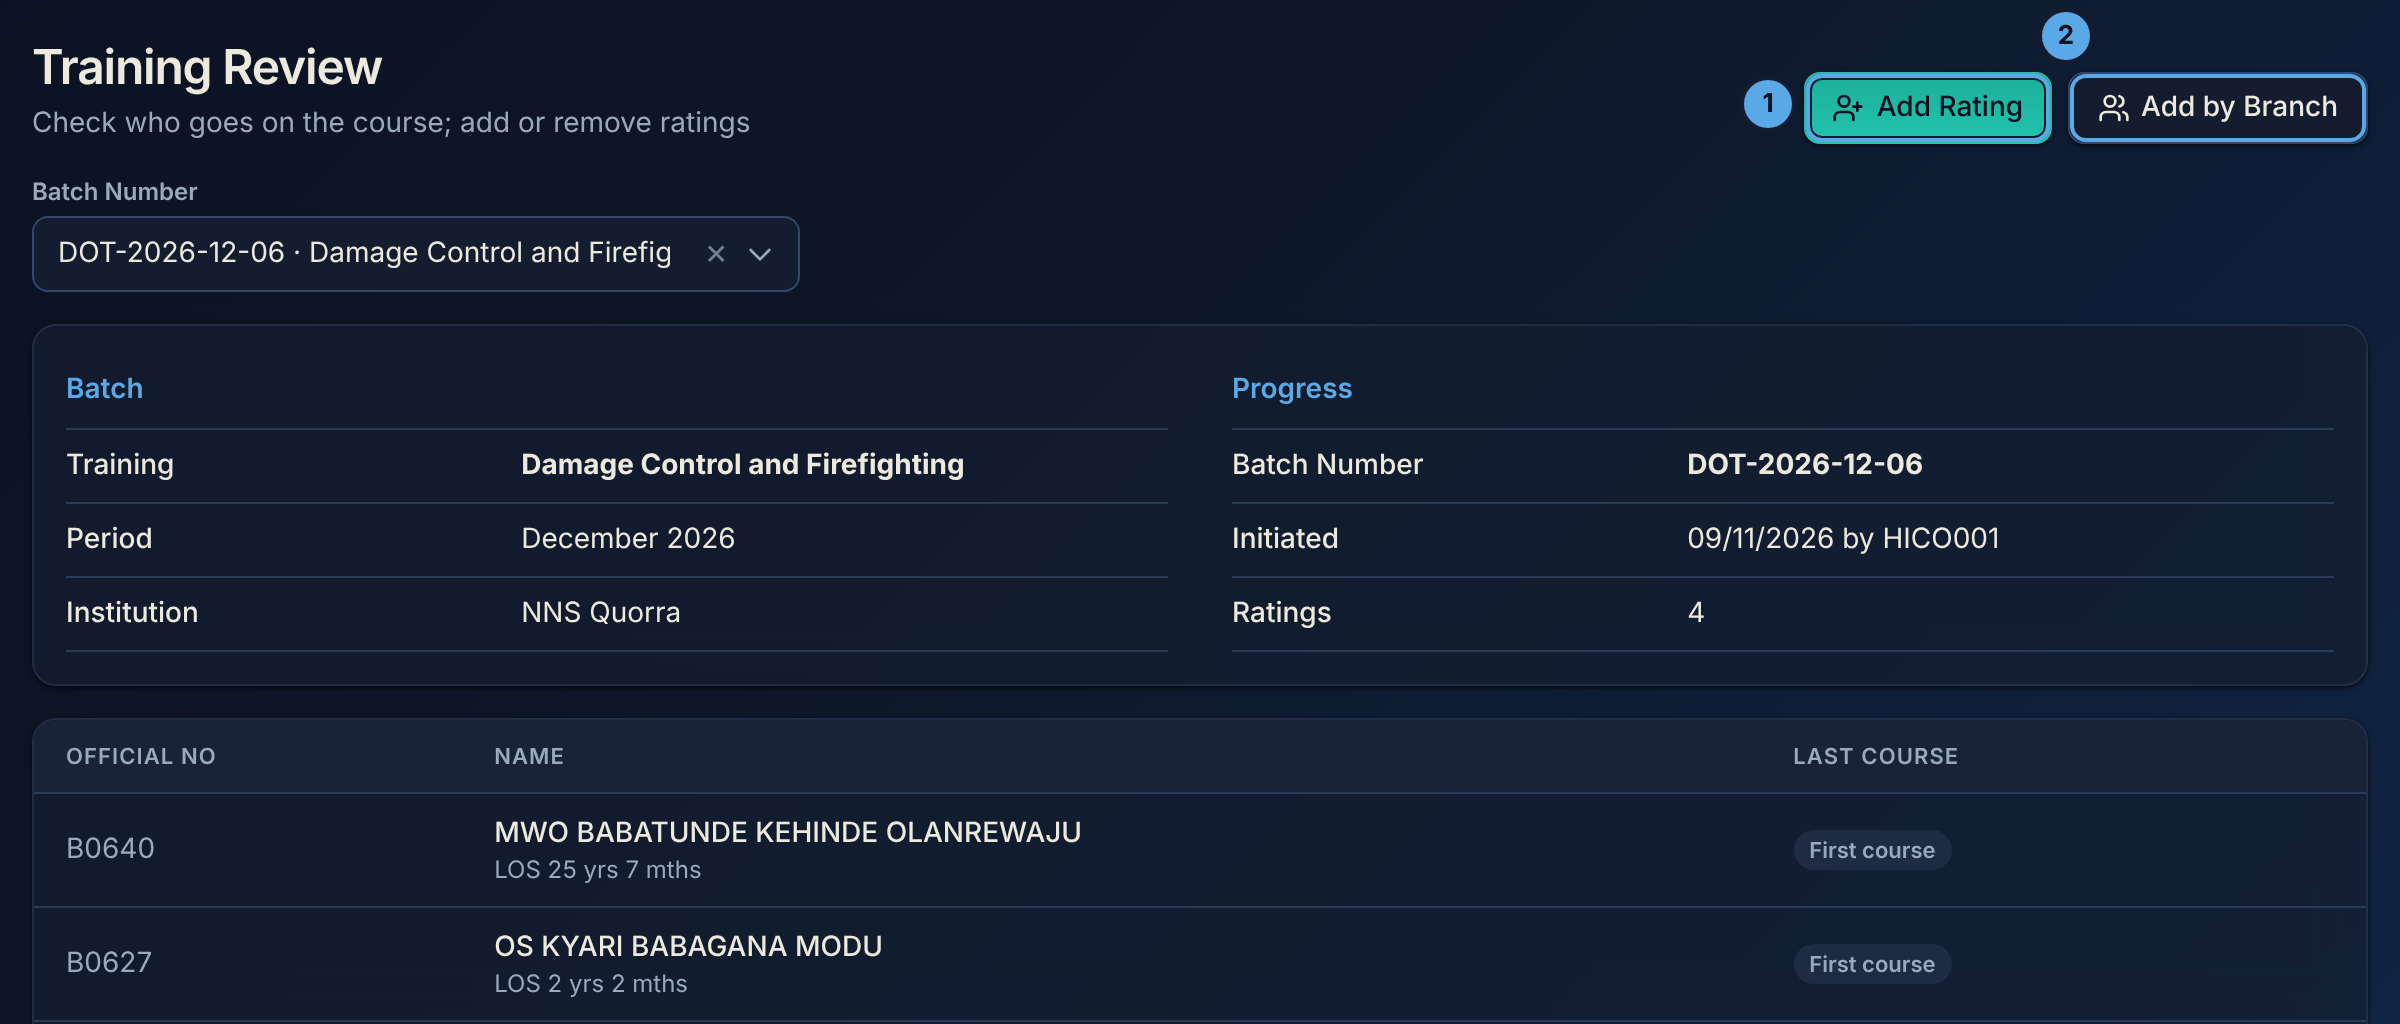 Training Review
Check who goes on the course; add or remove ratings
1
Add Rating
2
Add by Branch
Batch Number
DOT-2026-12-06 · Damage Control and Firefig
Batch
Training Damage Control and Firefighting
Period December 2026
Institution NNS Quorra
Progress
Batch Number DOT-2026-12-06
Initiated 09/11/2026 by HICO001
Ratings 4
OFFICIAL NO NAME LAST COURSE
B0640 MWO BABATUNDE KEHINDE OLANREWAJU First course
LOS 25 yrs 7 mths
B0627 OS KYARI BABAGANA MODU First course
LOS 2 yrs 2 mths